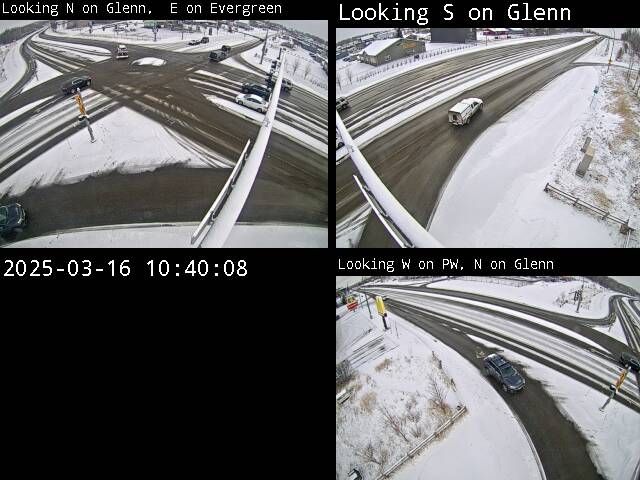 Looking N on Glenn,  E on Evergreen
Looking S on Glenn
2025-03-16 10:40:08
Looking W on PW, N on Glenn